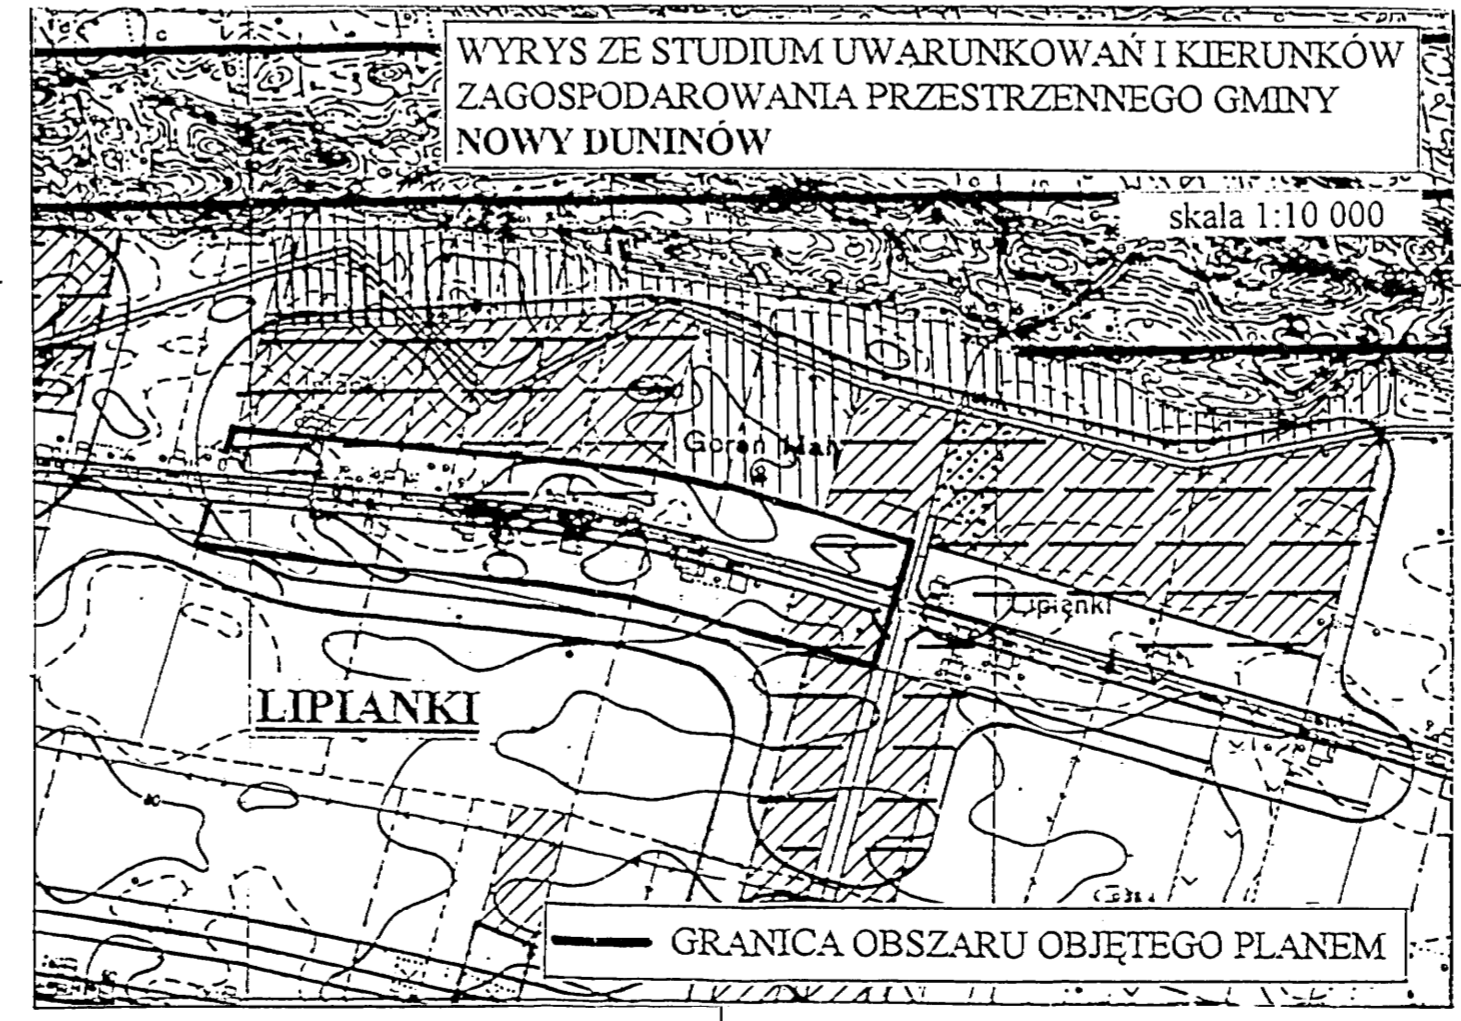 WYRYS ZE STUDIUM UWARUNKOWAŃ I KIERUNKÓW
ZAGOSPODAROWANIA PRZESTRZENNEGO GMINY
NOWY DUNINÓW
skala 1:10 000
Lipianki
LIPIANKI
GRANICA OBSZARU OBJĘTEGO PLANEM